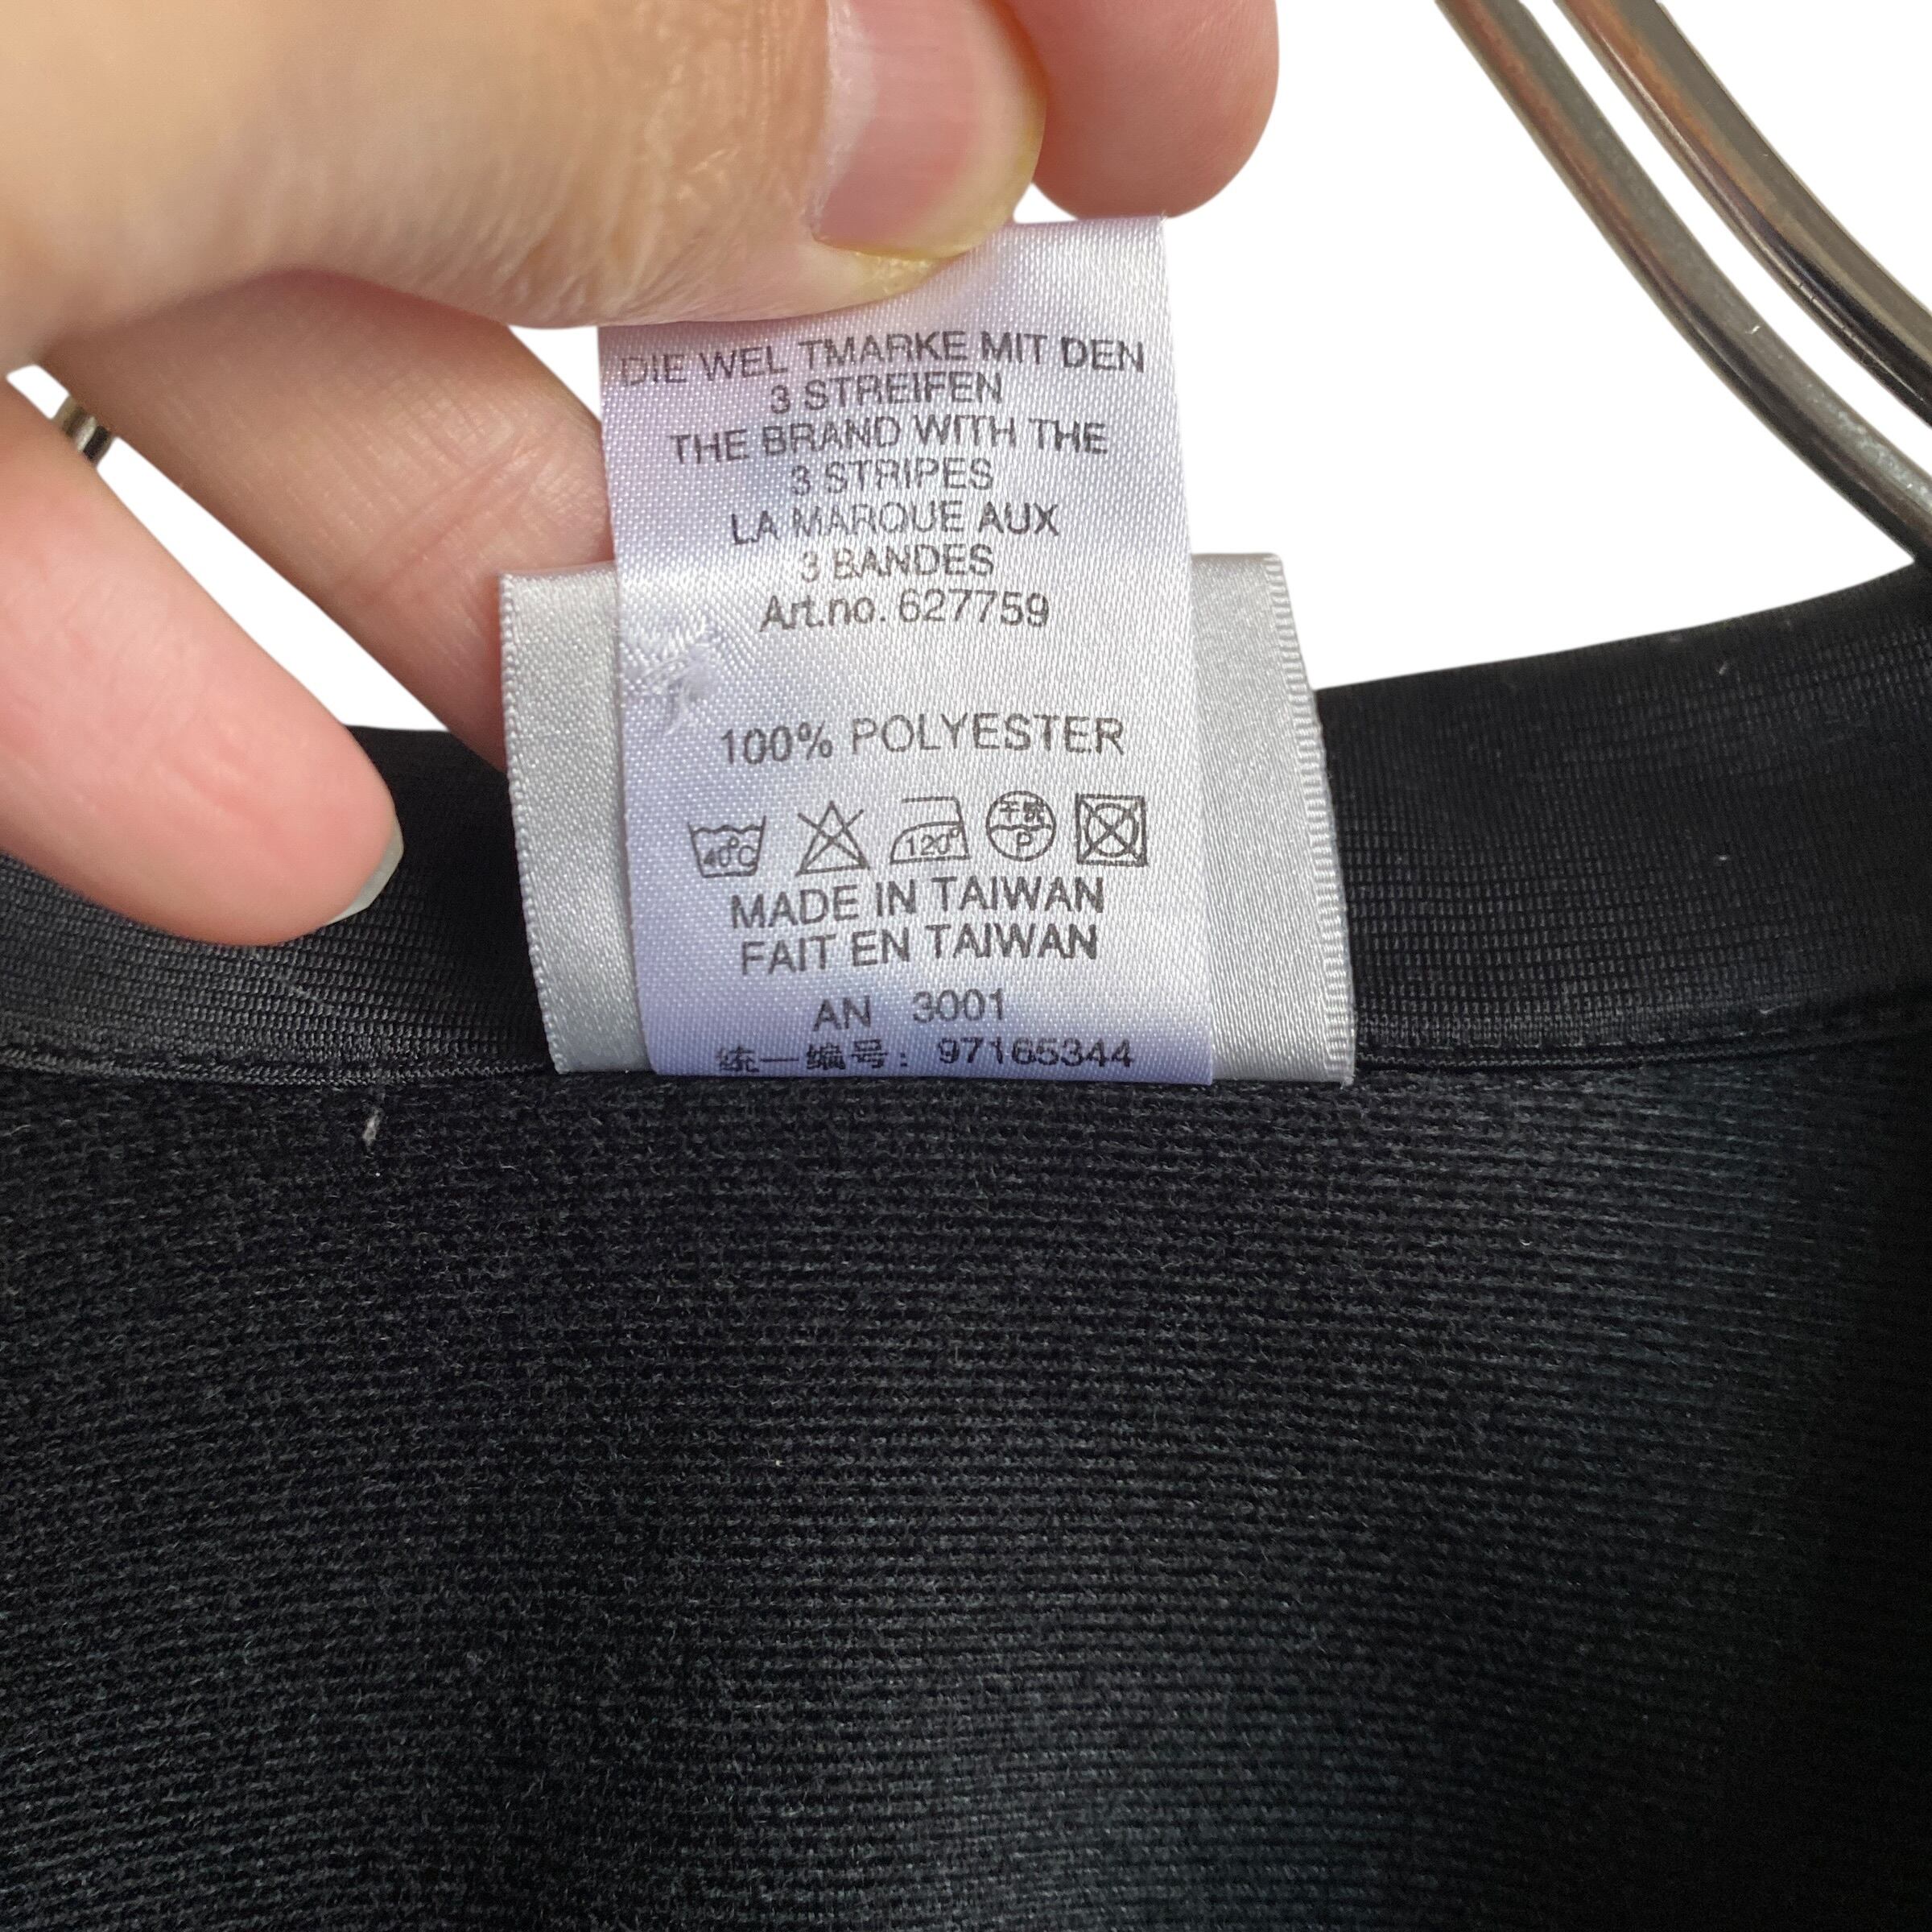 DIE WEL TMARKE MIT DEN
3 STREIFEN
THE BRAND WITH THE
3 STRIPES
LA MARQUE AUX
3 BANDES
Art.no. 627759
100% POLYESTER
40°C 120° 干洗 P
MADE IN TAIWAN
FAIT EN TAIWAN
AN 3001
统一编号: 97165344